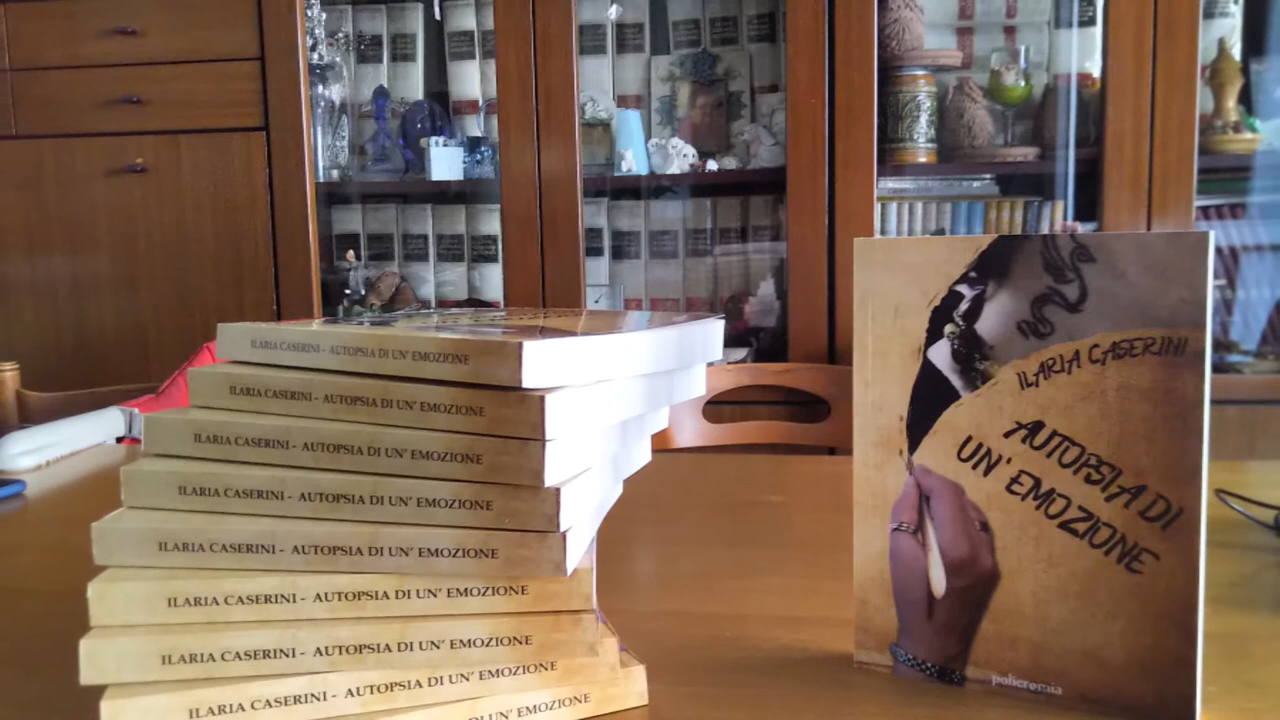 ILARIA CASERINI - AUTOPSIA DI UN' EMOZIONE
ILARIA CASERINI - AUTOPSIA DI UN' EMOZIONE
ILARIA CASERINI - AUTOPSIA DI UN' EMOZIONE
ILARIA CASERINI - AUTOPSIA DI UN' EMOZIONE
ILARIA CASERINI - AUTOPSIA DI UN' EMOZIONE
ILARIA CASERINI - AUTOPSIA DI UN' EMOZIONE
ILARIA CASERINI - AUTOPSIA DI UN' EMOZIONE
ILARIA CASERINI - AUTOPSIA DI UN' EMOZIONE
DI UN' EMOZIONE
ILARIA CASERINI
AUTOPSIA DI
UN' EMOZIONE
policromia